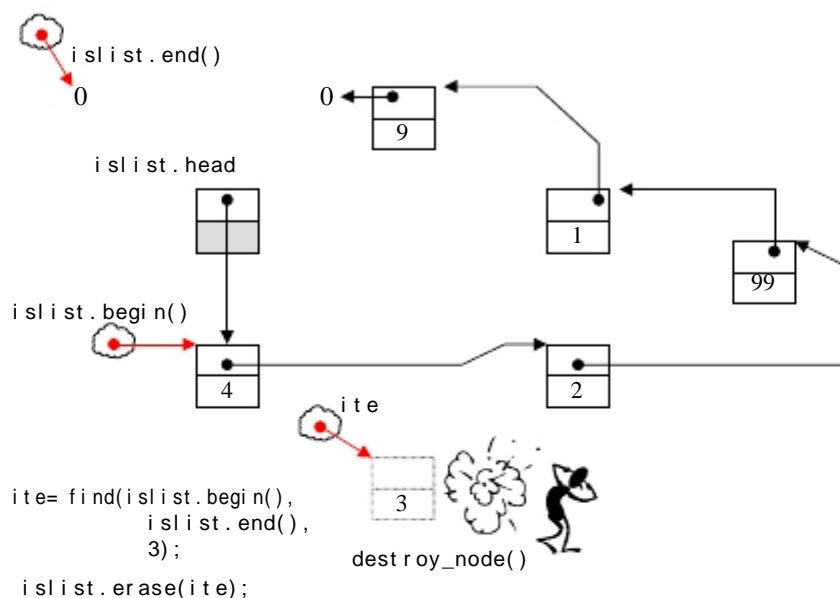 islist.end()
0
0
9
islist.head
1
99
islist.begin()
4
2
ite
3
ite= find(islist.begin(),
islist.end(),
3);
destroy_node()
islist.erase(ite);